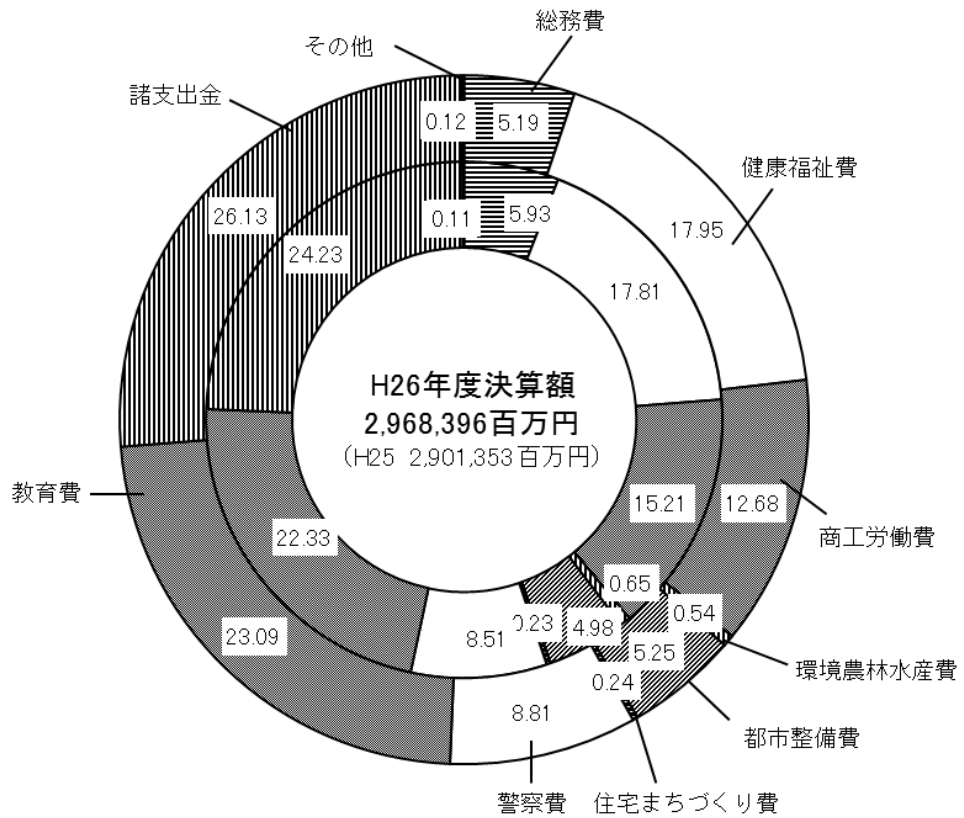 総務費
その他
諸支出金
0.12
5.19
健康福祉費
26.13
0.11
5.93
17.95
24.23
17.81
H26年度決算額
2,968,396百万円
(H25 2,901,353百万円)
教育費
15.21
12.68
22.33
商工労働費
0.65
0.54
23.09
8.51
0.23
4.98
5.25
環境農林水産費
0.24
8.81
都市整備費
警察費
住宅まちづくり費